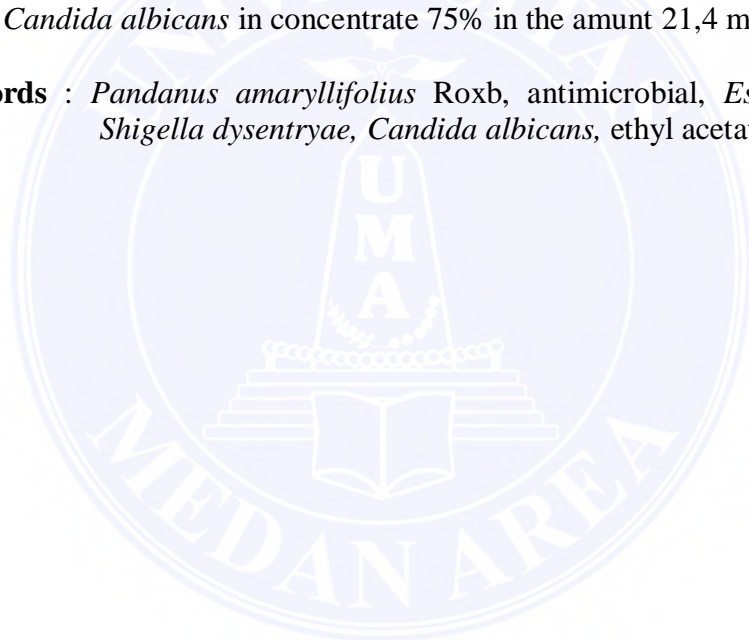 Candida albicans in concentrate 75% in the amunt 21,4 m
ords : Pandanus amaryllifolius Roxb, antimicrobial, Es
Shigella dysentryae, Candida albicans, ethyl aceta
UMA
MEDAN AREA